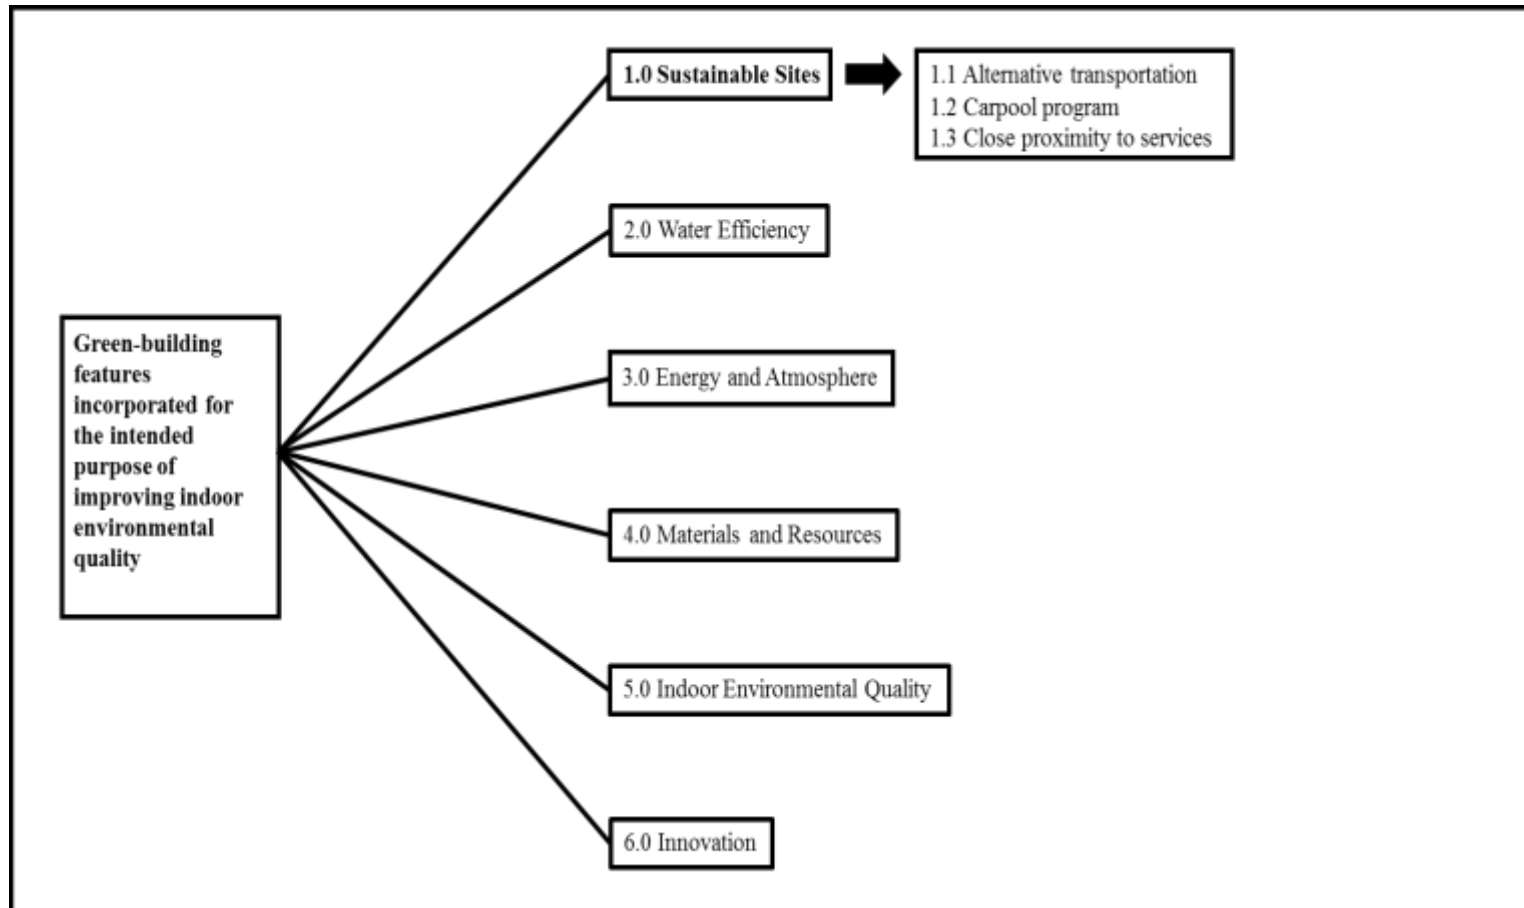 1.0 Sustainable Sites
1.1 Alternative transportation
1.2 Carpool program
1.3 Close proximity to services
2.0 Water Efficiency
Green-building
features
incorporated for
the intended
purpose of
improving indoor
environmental
quality
3.0 Energy and Atmosphere
4.0 Materials and Resources
5.0 Indoor Environmental Quality
6.0 Innovation